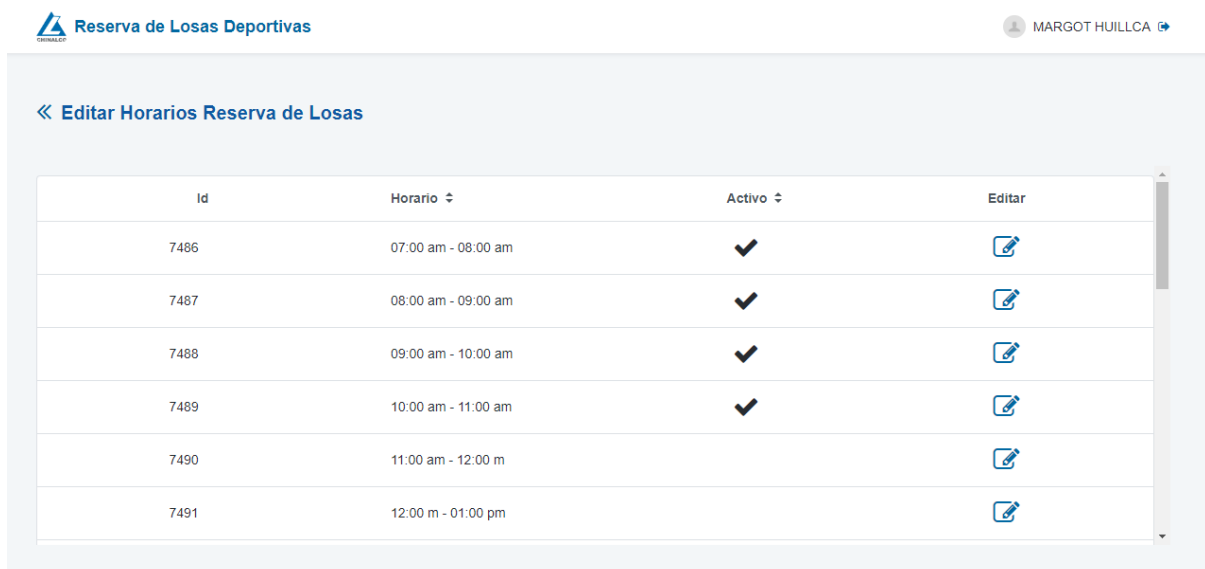 CHINALCO
Reserva de Losas Deportivas
MARGOT HUILLCA
Editar Horarios Reserva de Losas
Id Horario Activo Editar
7486 07:00 am - 08:00 am
7487 08:00 am - 09:00 am
7488 09:00 am - 10:00 am
7489 10:00 am - 11:00 am
7490 11:00 am - 12:00 m
7491 12:00 m - 01:00 pm